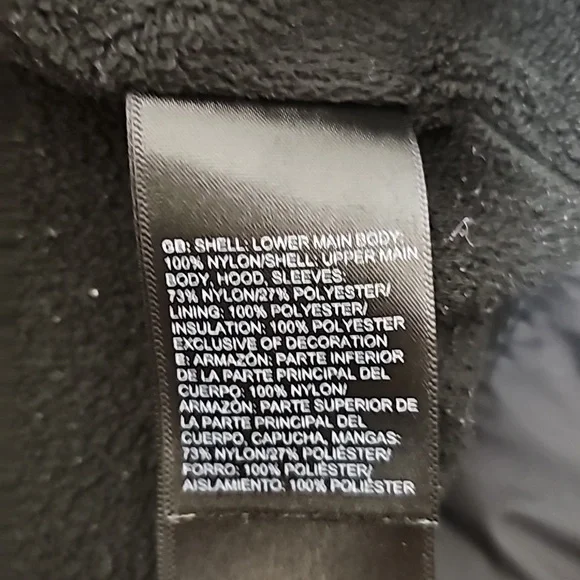 GB: SHELL: LOWER MAIN BODY:
100% NYLON/SHELL: UPPER MAIN
BODY, HOOD, SLEEVES:
73% NYLON/27% POLYESTER/
LINING: 100% POLYESTER/
INSULATION: 100% POLYESTER
EXCLUSIVE OF DECORATION
E: ARMAZÓN: PARTE INFERIOR
DE LA PARTE PRINCIPAL DEL
CUERPO: 100% NYLON/
ARMAZÓN: PARTE SUPERIOR DE
LA PARTE PRINCIPAL DEL
CUERPO, CAPUCHA, MANGAS:
73% NYLON/27% POLIÉSTER/
FORRO: 100% POLIÉSTER/
AISLAMIENTO: 100% POLIÉSTER